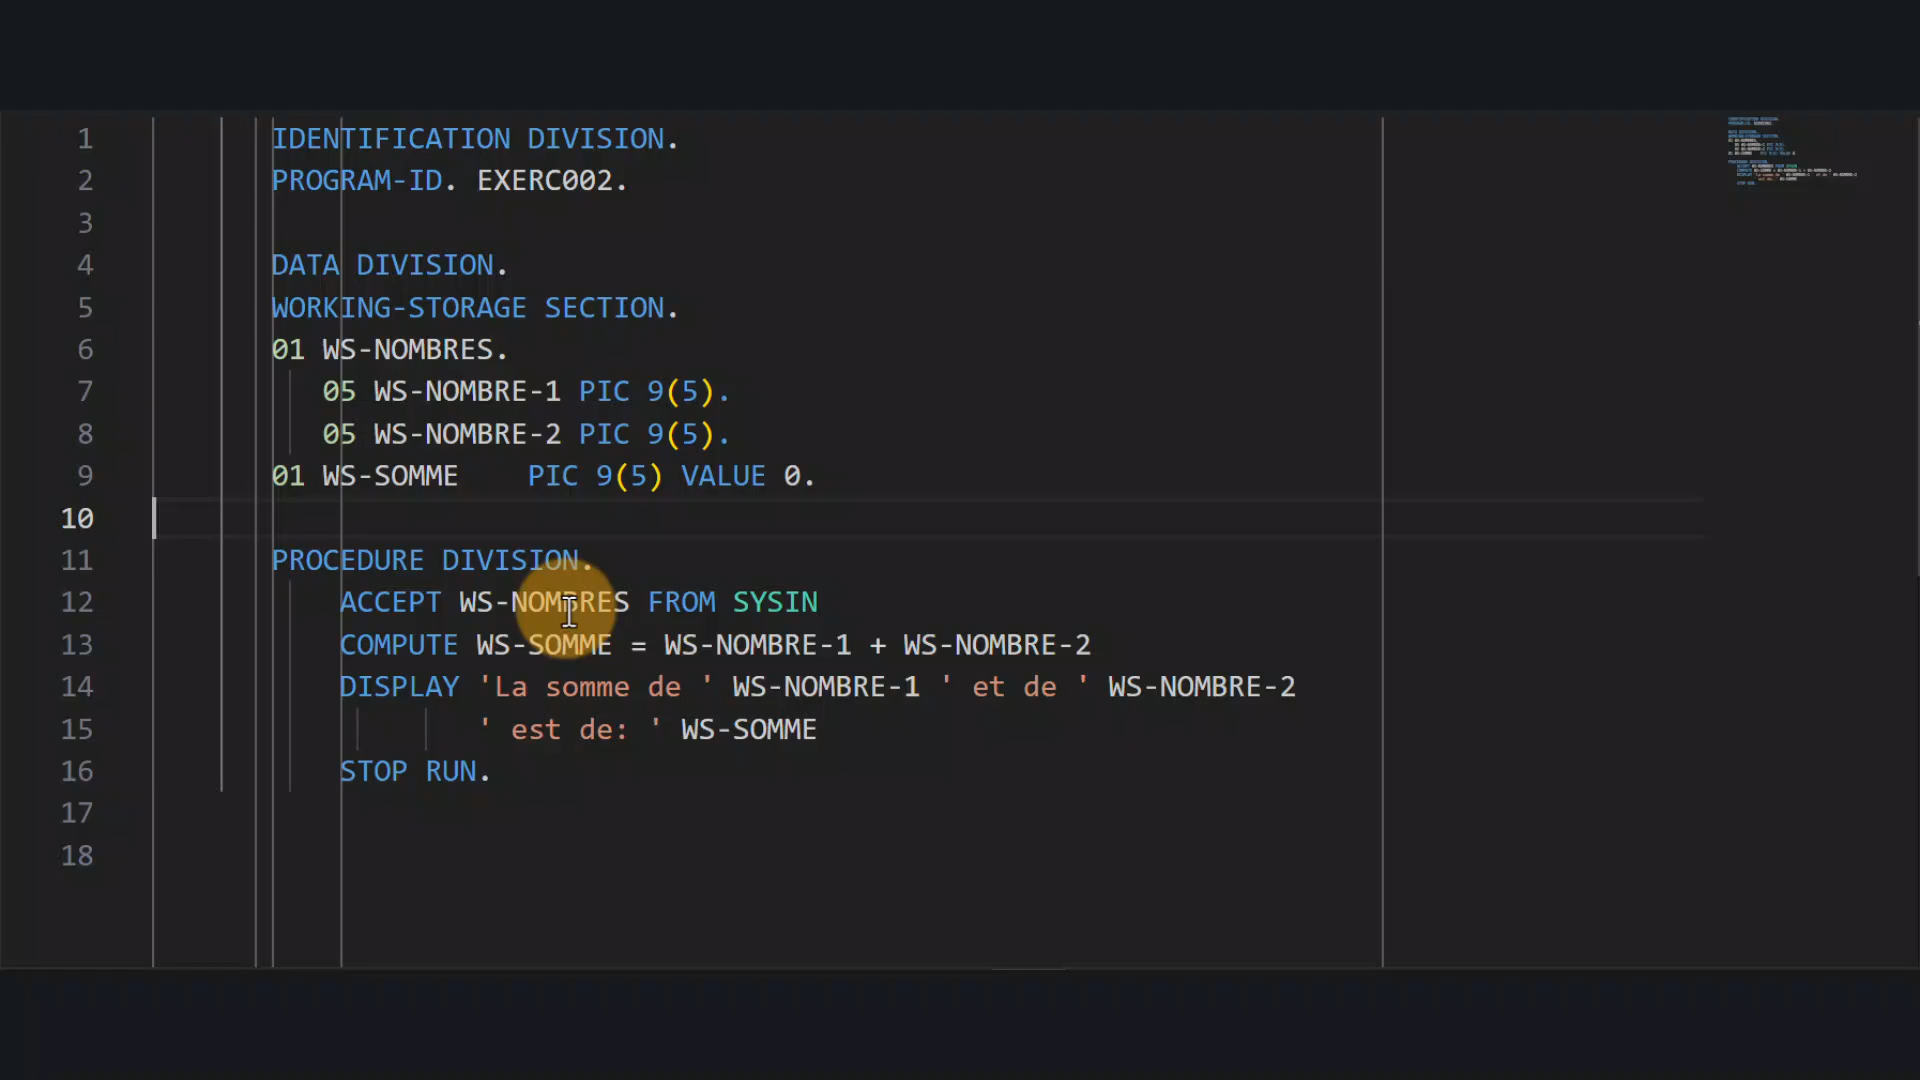 1 IDENTIFICATION DIVISION.
2 PROGRAM-ID. EXERC002.
3
4 DATA DIVISION.
5 WORKING-STORAGE SECTION.
6 01 WS-NOMBRES.
7 05 WS-NOMBRE-1 PIC 9(5).
8 05 WS-NOMBRE-2 PIC 9(5).
9 01 WS-SOMME PIC 9(5) VALUE 0.
10
11 PROCEDURE DIVISION.
12 ACCEPT WS-NOMBRES FROM SYSIN
13 COMPUTE WS-SOMME = WS-NOMBRE-1 + WS-NOMBRE-2
14 DISPLAY 'La somme de ' WS-NOMBRE-1 ' et de ' WS-NOMBRE-2
15 ' est de: ' WS-SOMME
16 STOP RUN.
17
18